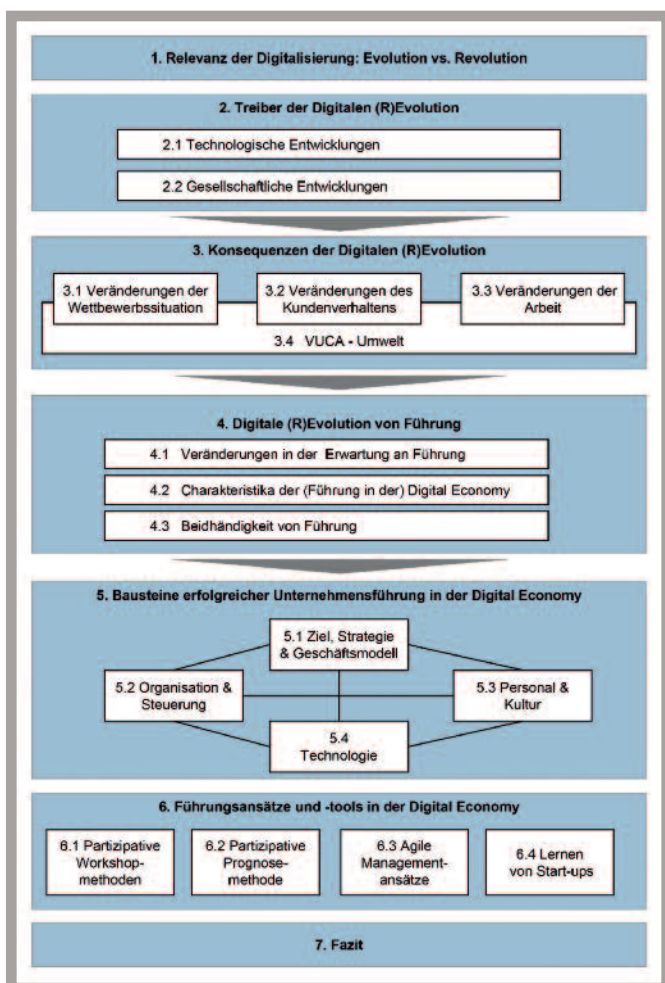 1. Relevanz der Digitalisierung: Evolution vs. Revolution
2. Treiber der Digitalen (R)Evolution
2.1 Technologische Entwicklungen
2.2 Gesellschaftliche Entwicklungen
3. Konsequenzen der Digitalen (R)Evolution
3.1 Veränderungen der
Wettbewerbssituation
3.2 Veränderungen des
Kundenverhaltens
3.3 Veränderungen der
Arbeit
3.4 VUCA - Umwelt
4. Digitale (R)Evolution von Führung
4.1 Veränderungen in der Erwartung an Führung
4.2 Charakteristika der (Führung in der) Digital Economy
4.3 Beidhändigkeit von Führung
5. Bausteine erfolgreicher Unternehmensführung in der Digital Economy
5.1 Ziel, Strategie
& Geschäftsmodell
5.2 Organisation &
Steuerung
5.3 Personal &
Kultur
5.4
Technologie
6. Führungsansätze und -tools in der Digital Economy
6.1 Partizipative
Workshop-
methoden
6.2 Partizipative
Prognose-
methode
6.3 Agile
Management-
ansätze
6.4 Lernen
von Start-ups
7. Fazit